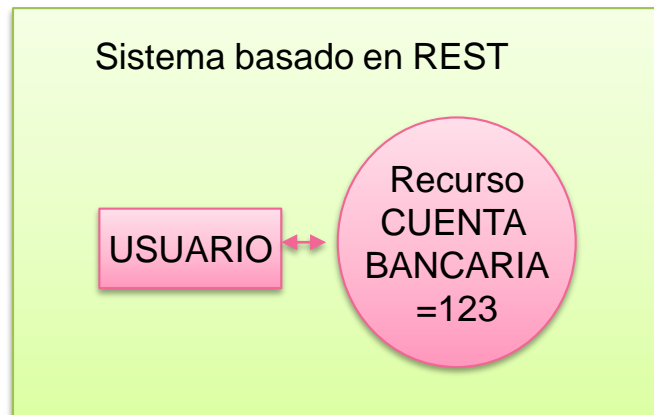 Sistema basado en REST
USUARIO
Recurso
CUENTA
BANCARIA
=123